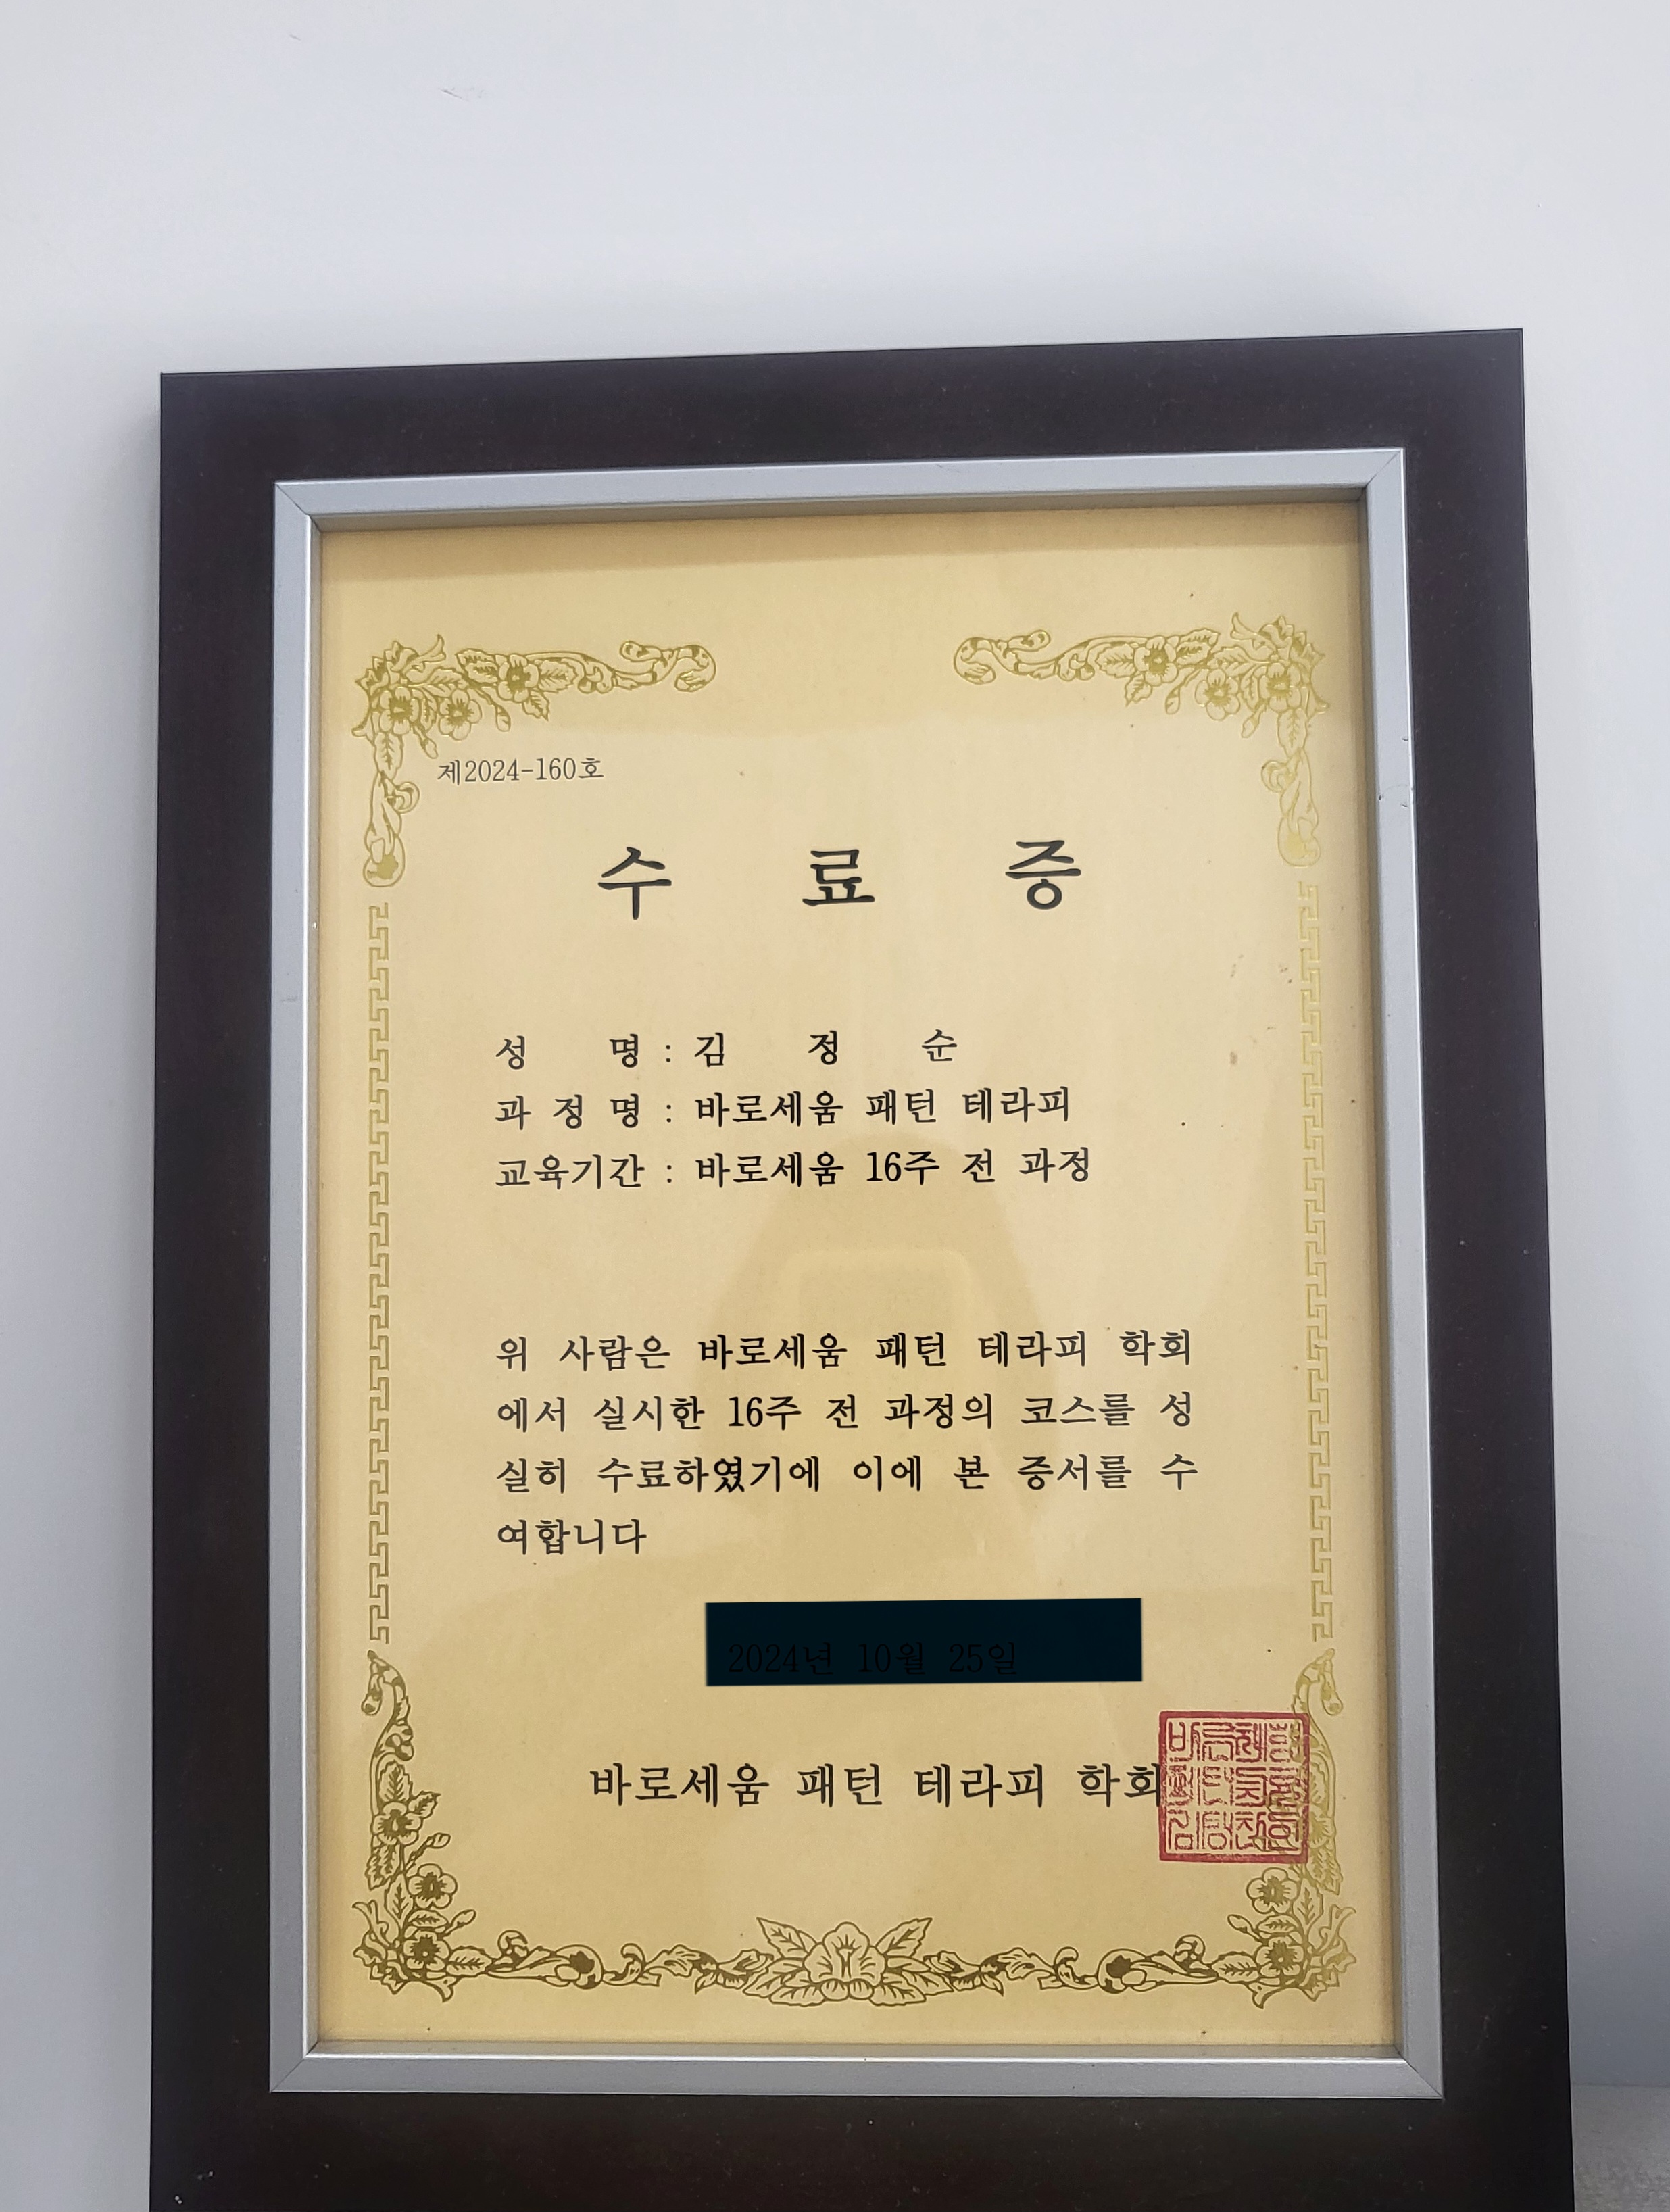 제2024-160호
수 료 증
성 명 : 김 정 순
과 정 명 : 바로세움 패턴 테라피
교육기간 : 바로세움 16주 전 과정
위 사람은 바로세움 패턴 테라피 학회
에서 실시한 16주 전 과정의 코스를 성
실히 수료하였기에 이에 본 증서를 수
여합니다
2024년 10월 25일
바로세움 패턴 테라피 학회